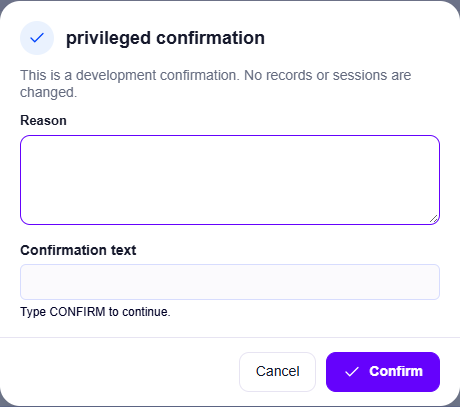 privileged confirmation
This is a development confirmation. No records or sessions are
changed.
Reason
Confirmation text
Type CONFIRM to continue.
Cancel
Confirm